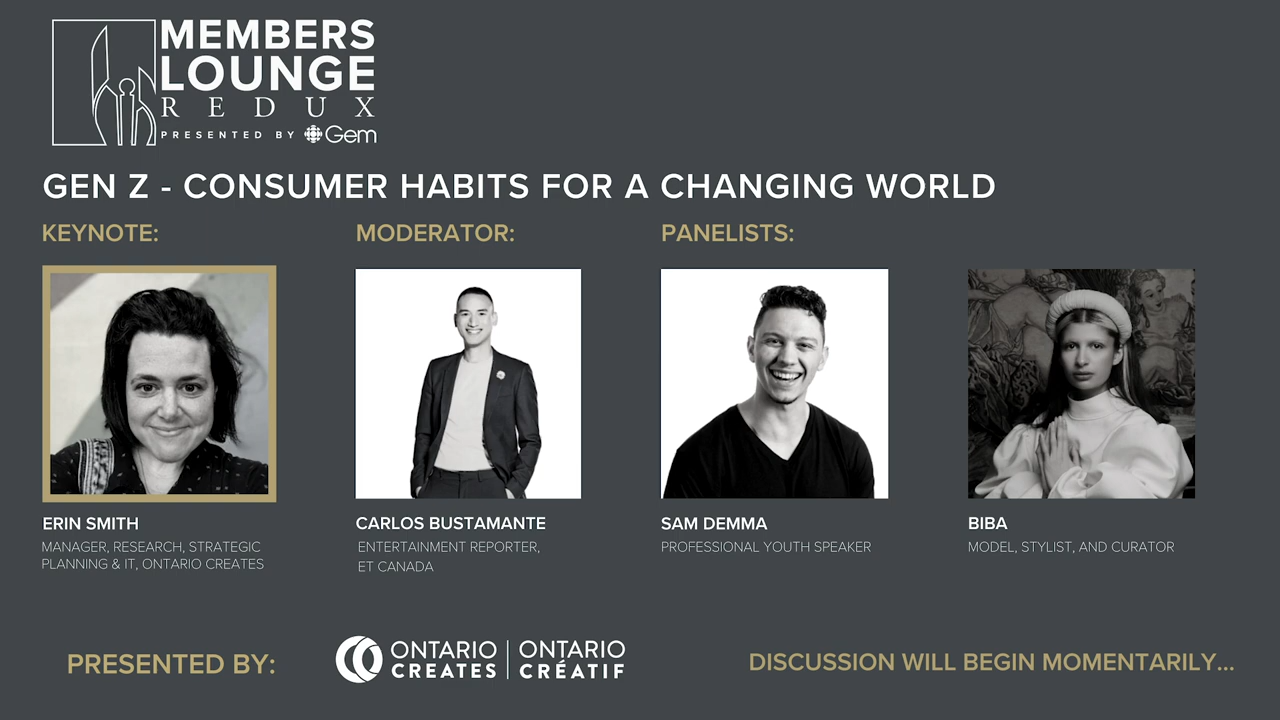 MEMBERS
LOUNGE
REDUX
PRESENTED BY Gem
GEN Z - CONSUMER HABITS FOR A CHANGING WORLD
KEYNOTE:
MODERATOR:
PANELISTS:
ERIN SMITH
MANAGER, RESEARCH, STRATEGIC
PLANNING & IT, ONTARIO CREATES
CARLOS BUSTAMANTE
ENTERTAINMENT REPORTER,
ET CANADA
SAM DEMMA
PROFESSIONAL YOUTH SPEAKER
BIBA
MODEL, STYLIST, AND CURATOR
PRESENTED BY:
ONTARIO
CREATES
ONTARIO
CRÉATIF
DISCUSSION WILL BEGIN MOMENTARILY...